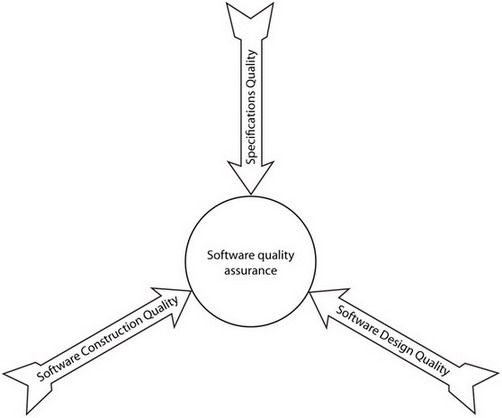 Specifications Quality
Software quality
assurance
Software Construction Quality
Software Design Quality